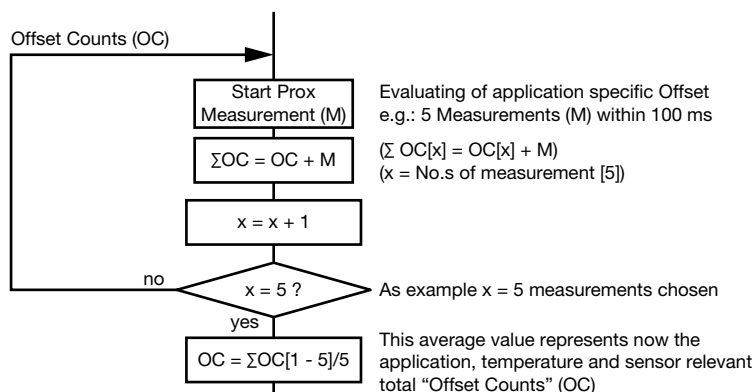 Offset Counts (OC)
Start Prox
Measurement (M)
Evaluating of application specific Offset
e.g.: 5 Measurements (M) within 100 ms
∑OC = OC + M
(∑ OC[x] = OC[x] + M)
(x = No.s of measurement [5])
x = x + 1
no
x = 5 ?
As example x = 5 measurements chosen
yes
OC = ∑OC[1 - 5]/5
This average value represents now the
application, temperature and sensor relevant
total “Offset Counts” (OC)